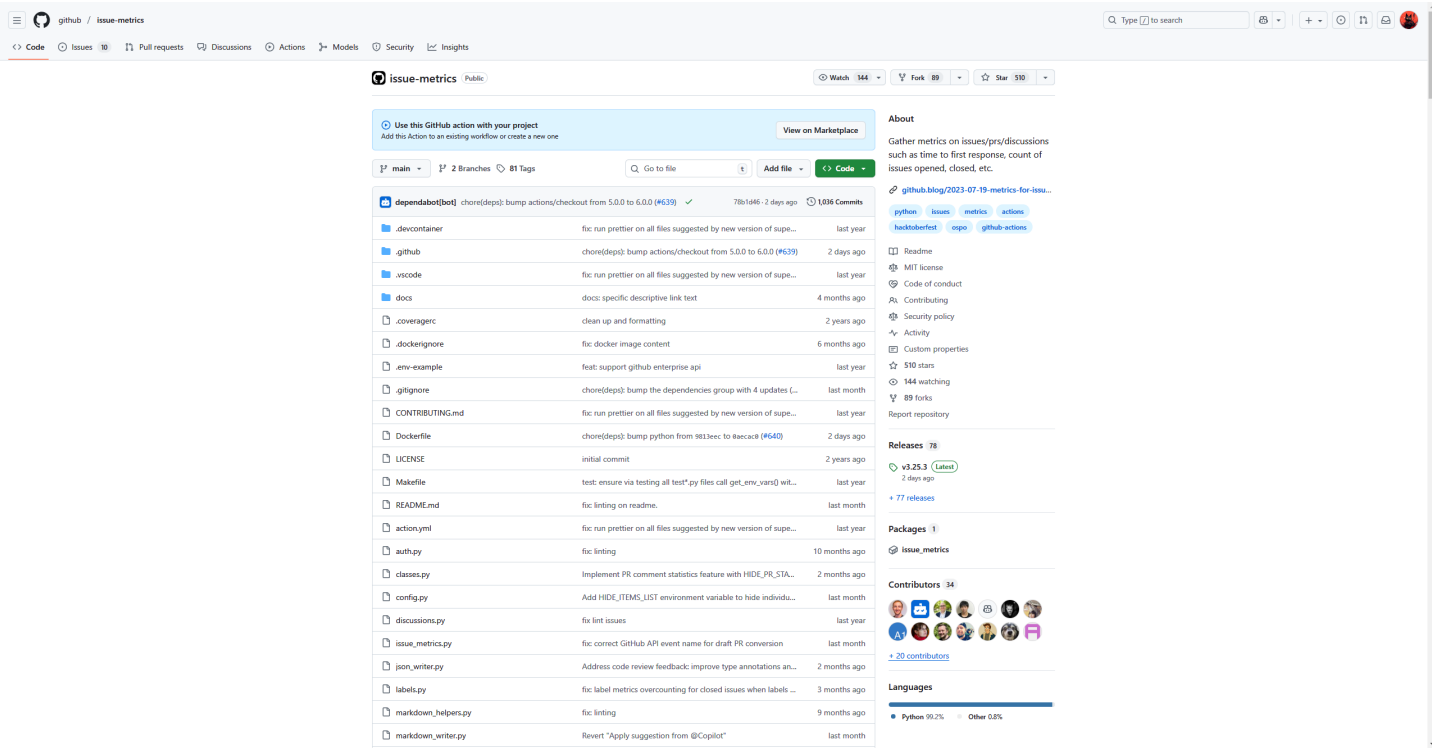 github / issue-metrics
Type / to search
Code
Issues 10
Pull requests
Discussions
Actions
Models
Security
Insights
issue-metrics Public
Watch 144
Fork 89
Star 510
Use this GitHub action with your project
Add this Action to an existing workflow or create a new one
View on Marketplace
main
2 Branches
81 Tags
Go to file t
Add file
Code
dependabot[bot] chore(deps): bump actions/checkout from 5.0.0 to 6.0.0 (#639) 78b1d46 · 2 days ago 1,036 Commits
.devcontainer fix: run prettier on all files suggested by new version of supe... last year
.github chore(deps): bump actions/checkout from 5.0.0 to 6.0.0 (#639) 2 days ago
.vscode fix: run prettier on all files suggested by new version of supe... last year
docs docs: specific descriptive link text 4 months ago
.coveragerc clean up and formatting 2 years ago
.dockerignore fix: docker image content 6 months ago
.env-example feat: support github enterprise api last year
.gitignore chore(deps): bump the dependencies group with 4 updates (... last month
CONTRIBUTING.md fix: run prettier on all files suggested by new version of supe... last year
Dockerfile chore(deps): bump python from 9813eec to 0aecac0 (#640) 2 days ago
LICENSE initial commit 2 years ago
Makefile test: ensure via testing all test*.py files call get_env_vars() wit... last year
README.md fix: linting on readme. last month
action.yml fix: run prettier on all files suggested by new version of supe... last year
auth.py fix: linting 10 months ago
classes.py Implement PR comment statistics feature with HIDE_PR_STA... 2 months ago
config.py Add HIDE_ITEMS_LIST environment variable to hide individu... last month
discussions.py fix lint issues last year
issue_metrics.py fix: correct GitHub API event name for draft PR conversion last month
json_writer.py Address code review feedback: improve type annotations an... 2 months ago
labels.py fix: label metrics overcounting for closed issues when labels ... 3 months ago
markdown_helpers.py fix: linting 9 months ago
markdown_writer.py Revert "Apply suggestion from @Copilot" last month
About
Gather metrics on issues/prs/discussions
such as time to first response, count of
issues opened, closed, etc.
github.blog/2023-07-19-metrics-for-issu...
python issues metrics actions
hacktoberfest ospo github-actions
Readme
MIT license
Code of conduct
Contributing
Security policy
Activity
Custom properties
510 stars
144 watching
89 forks
Report repository
Releases 78
v3.25.3 Latest
2 days ago
+ 77 releases
Packages 1
issue_metrics
Contributors 34
A1
+ 20 contributors
Languages
Python 99.2% Other 0.8%